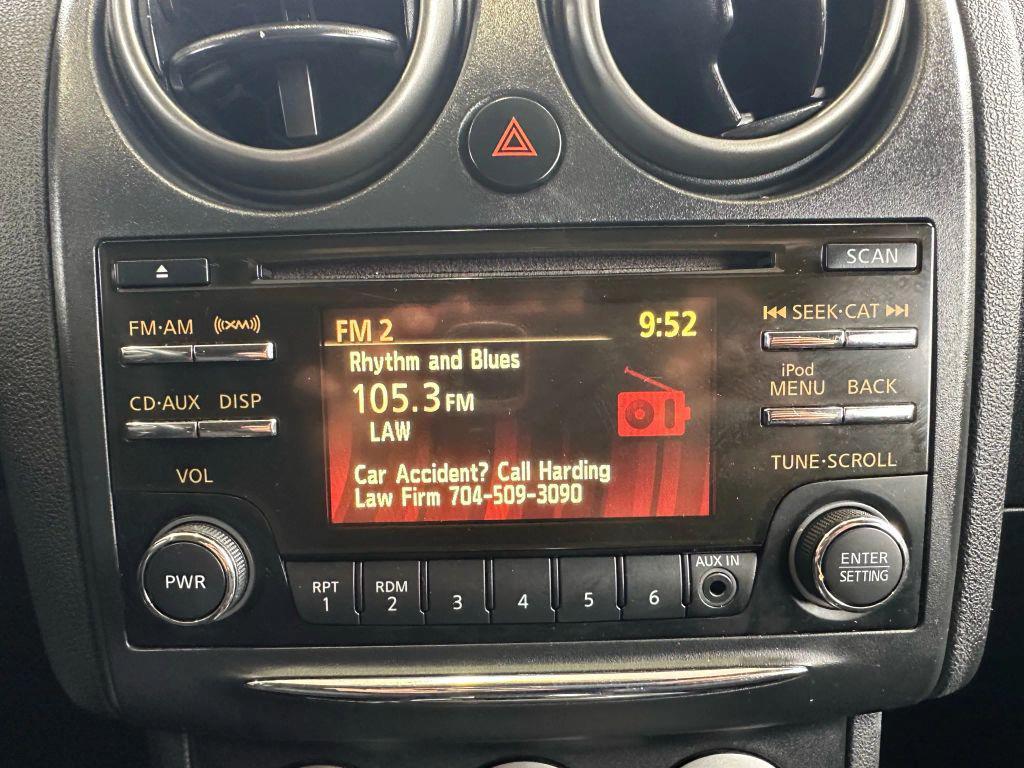 SCAN
FM·AM
((XM))
FM 2
9:52
SEEK·CAT
Rhythm and Blues
iPod
MENU
BACK
105.3 FM
CD·AUX
DISP
LAW
VOL
Car Accident? Call Harding
Law Firm 704-509-3090
TUNE·SCROLL
PWR
RPT
1
RDM
2
3
4
5
6
AUX IN
ENTER
SETTING